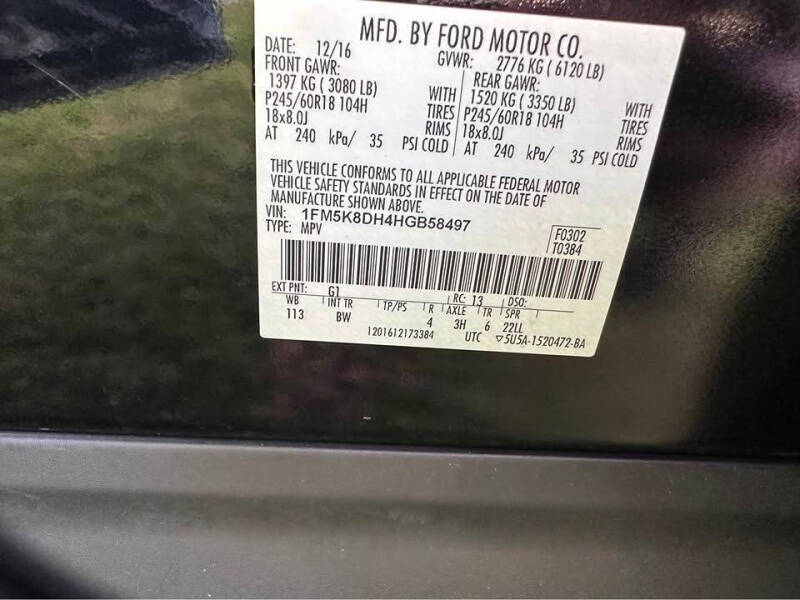 MFD. BY FORD MOTOR CO.
DATE: 12/16 GVWR: 2776 KG ( 6120 LB)
FRONT GAWR: REAR GAWR:
1397 KG ( 3080 LB) WITH 1520 KG ( 3350 LB) WITH
P245/60R18 104H TIRES P245/60R18 104H TIRES
18x8.0J RIMS 18x8.0J RIMS
AT 240 kPa/ 35 PSI COLD AT 240 kPa/ 35 PSI COLD
THIS VEHICLE CONFORMS TO ALL APPLICABLE FEDERAL MOTOR
VEHICLE SAFETY STANDARDS IN EFFECT ON THE DATE OF
MANUFACTURE SHOWN ABOVE.
VIN: 1FM5K8DH4HGB58497
TYPE: MPV
F0302
T0384
EXT PNT: G1 RC: 13 DSO:
WB INT TR TP/PS R AXLE TR SPR
113 BW 4 3H 6 22LL
1201612173384 UTC ▽5U5A-1520472-BA